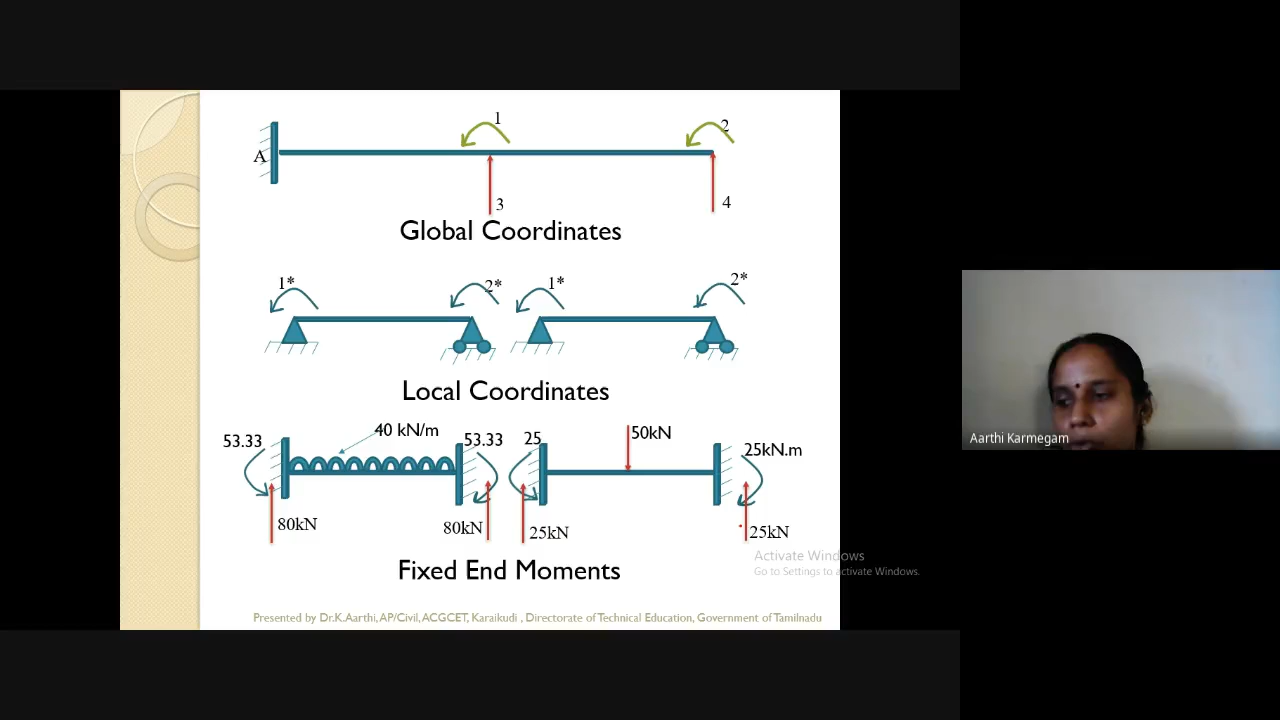 1
2
A
3
4
Global Coordinates
1*
2*
1*
2*
Local Coordinates
53.33
40 kN/m
53.33
25
50kN
25kN.m
80kN
80kN
25kN
25kN
Fixed End Moments
Activate Windows
Go to Settings to activate Windows.
Presented by Dr.K.Aarthi, AP/Civil, ACGCET, Karaikudi , Directorate of Technical Education, Government of Tamilnadu
Aarthi Karmegam